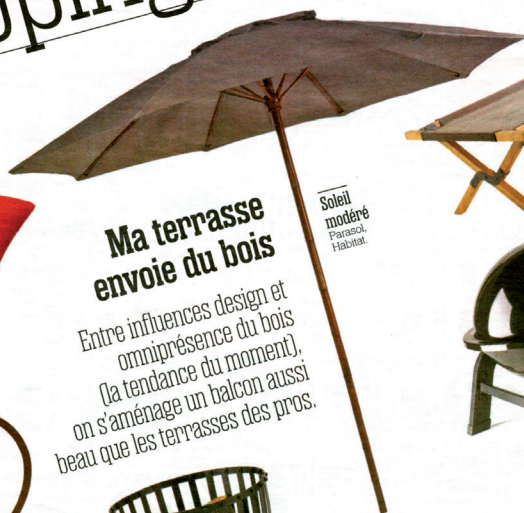 Ma terrasse
envoie du bois
Entre influences design et
omniprésence du bois
(la tendance du moment),
on s'aménage un balcon aussi
beau que les terrasses des pros.
Soleil
modéré
Parasol,
Habitat.